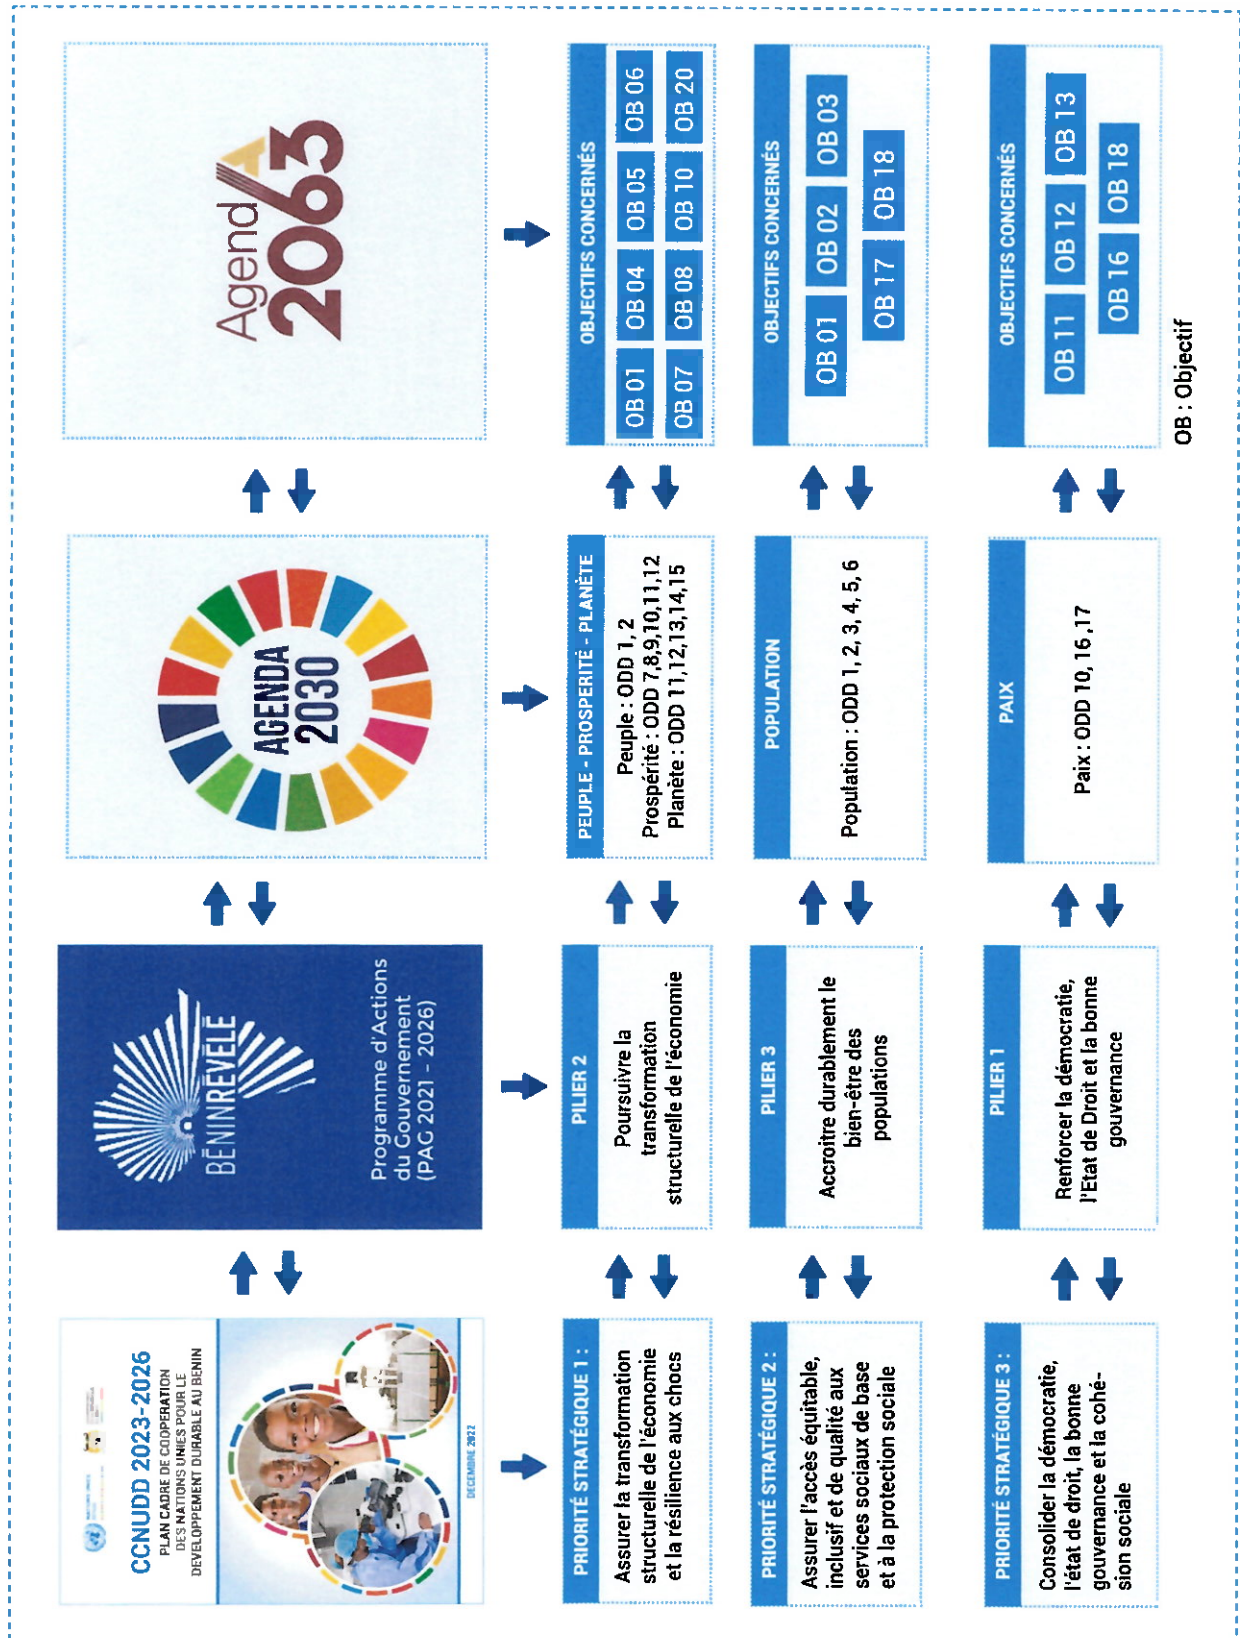 CCNUDD 2023-2026
PLAN CADRE DE COOPERATION
DES NATIONS UNIES POUR LE
DEVELOPPEMENT DURABLE AU BENIN
DECEMBRE 2022
BÉNINRÉVÉLÉ
Programme d'Actions
du Gouvernement
(PAG 2021 - 2026)
AGENDA
2030
Agenda
2063
PRIORITÉ STRATÉGIQUE 1 :
Assurer la transformation
structurelle de l'économie
et la résilience aux chocs
PILIER 2
Poursuivre la
transformation
structurelle de l'économie
PEUPLE - PROSPERITÉ - PLANÈTE
Peuple : ODD 1, 2
Prospérité : ODD 7,8,9,10,11,12
Planète : ODD 11,12,13,14,15
OBJECTIFS CONCERNÉS
OB 01 OB 04 OB 05 OB 06
OB 07 OB 08 OB 10 OB 20
PRIORITÉ STRATÉGIQUE 2 :
Assurer l'accès équitable,
inclusif et de qualité aux
services sociaux de base
et à la protection sociale
PILIER 3
Accroitre durablement le
bien-être des
populations
POPULATION
Population : ODD 1, 2, 3, 4, 5, 6
OBJECTIFS CONCERNÉS
OB 01 OB 02 OB 03
OB 17 OB 18
PRIORITÉ STRATÉGIQUE 3 :
Consolider la démocratie,
l'état de droit, la bonne
gouvernance et la cohé-
sion sociale
PILIER 1
Renforcer la démocratie,
l'Etat de Droit et la bonne
gouvernance
PAIX
Paix : ODD 10, 16 ,17
OBJECTIFS CONCERNÉS
OB 11 OB 12 OB 13
OB 16 OB 18
OB : Objectif